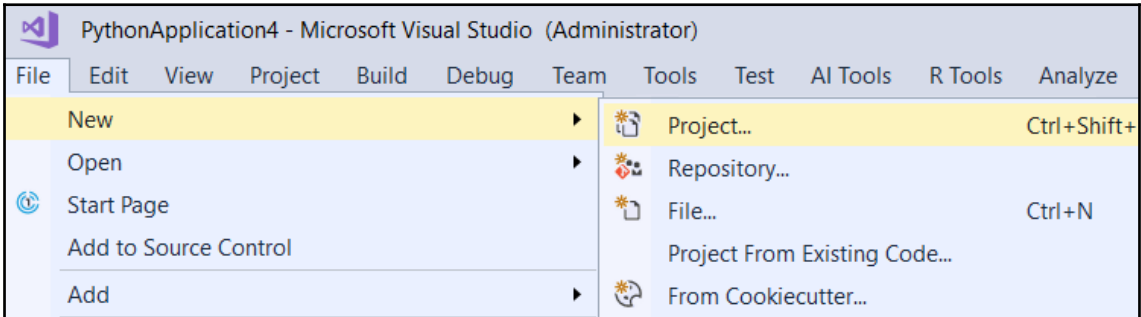 PythonApplication4 - Microsoft Visual Studio (Administrator)
File Edit View Project Build Debug Team Tools Test AI Tools R Tools Analyze
New
Open
Start Page
Add to Source Control
Add
Project... Ctrl+Shift+
Repository...
File... Ctrl+N
Project From Existing Code...
From Cookiecutter...